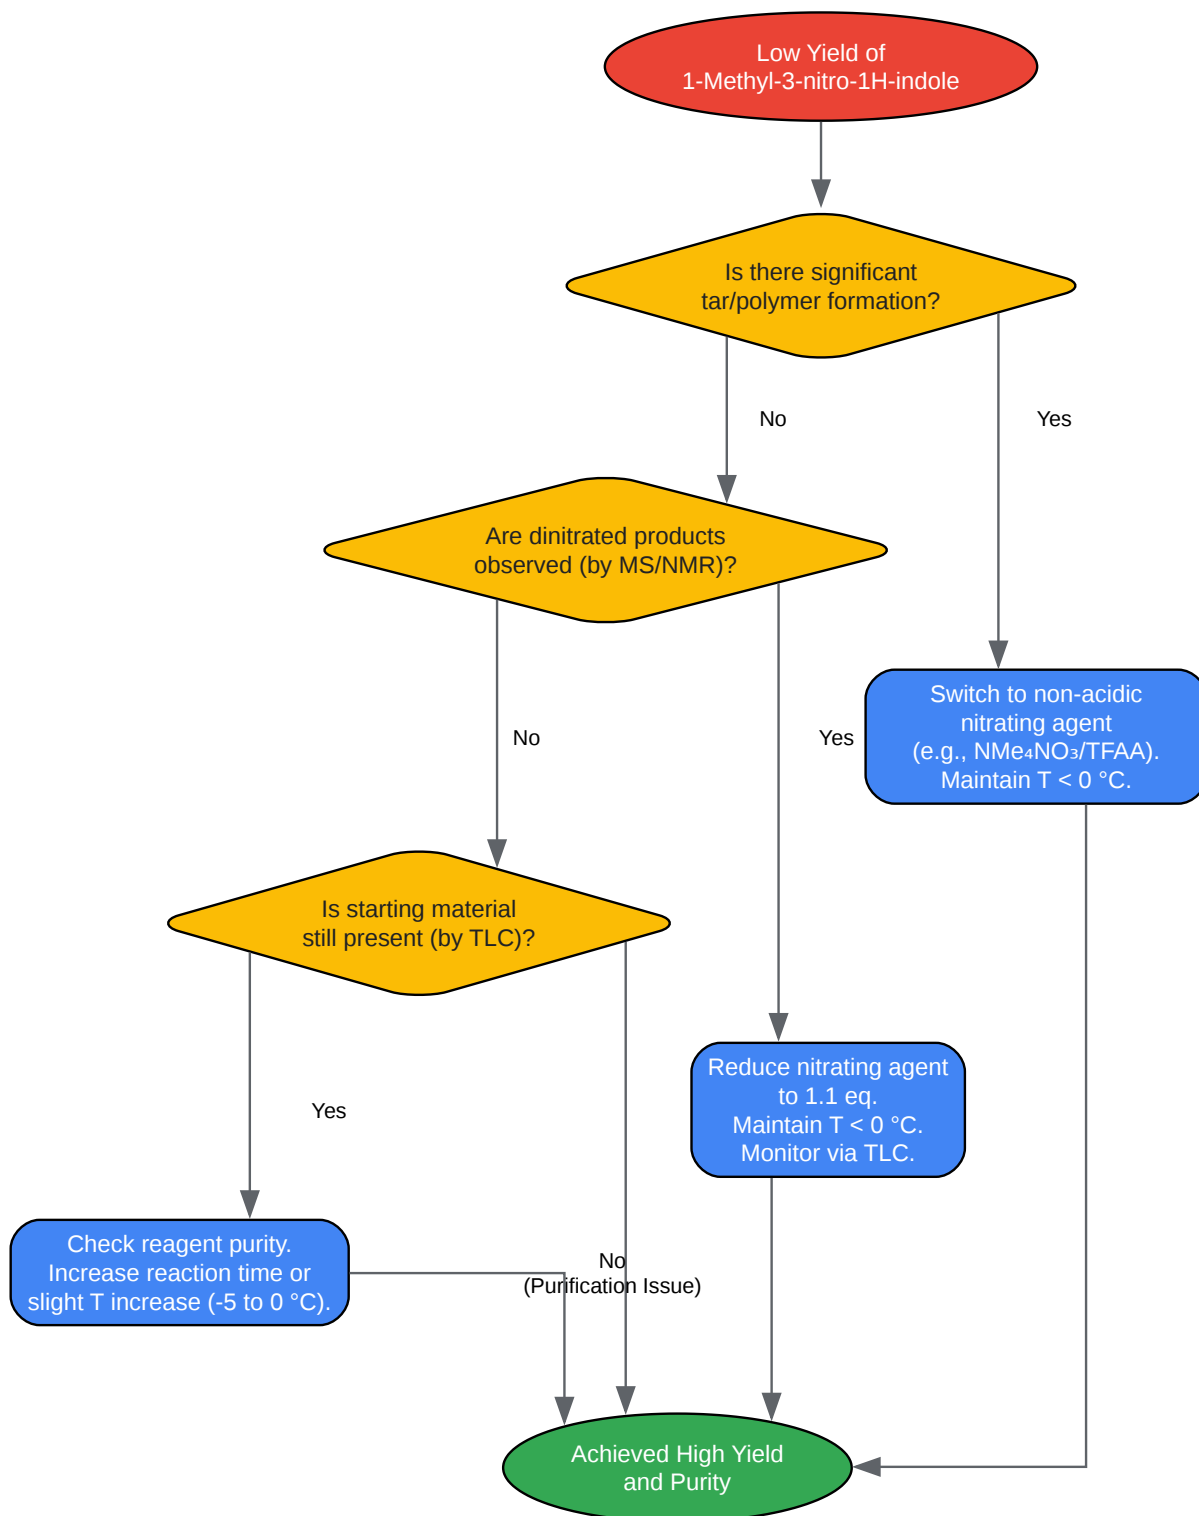 Low Yield of
1-Methyl-3-nitro-1H-indole
Is there significant
tar/polymer formation?
No
Yes
Are dinitrated products
observed (by MS/NMR)?
No
Yes
Switch to non-acidic
nitrating agent
(e.g., NMe₄NO₃/TFAA).
Maintain T < 0 °C.
Is starting material
still present (by TLC)?
Yes
Reduce nitrating agent
to 1.1 eq.
Maintain T < 0 °C.
Monitor via TLC.
Check reagent purity.
Increase reaction time or
slight T increase (-5 to 0 °C).
No
(Purification Issue)
Achieved High Yield
and Purity